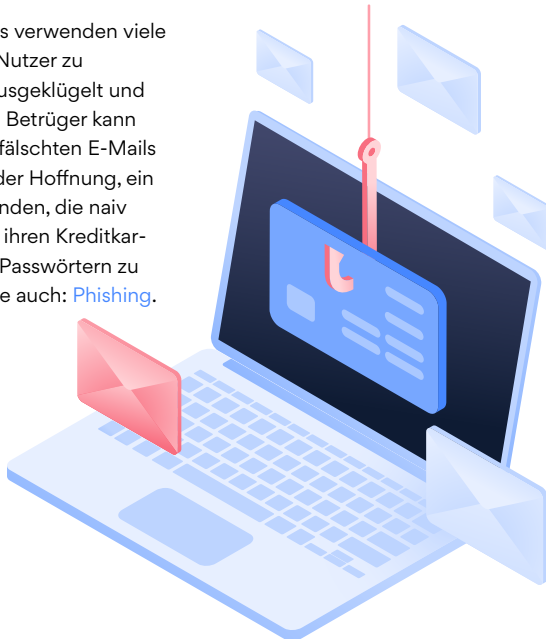 s verwenden viele
Nutzer zu
usgeklügelt und
Betrüger kann
fälschten E-Mails
der Hoffnung, ein
nden, die naiv
ihren Kreditkar-
Passwörtern zu
e auch: Phishing.